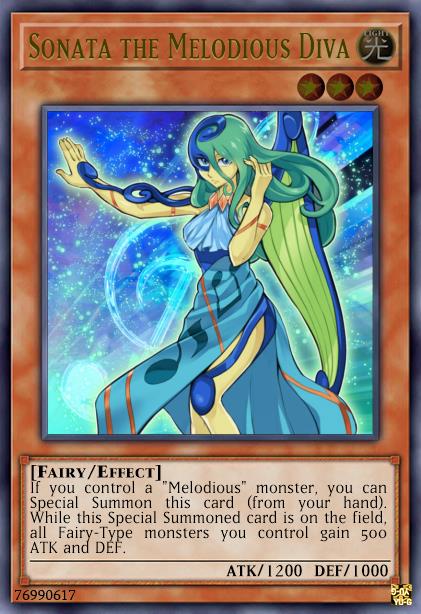 Sonata the Melodious Diva
LIGHT
光
[Fairy/Effect]
If you control a "Melodious" monster, you can
Special Summon this card (from your hand).
While this Special Summoned card is on the field,
all Fairy-Type monsters you control gain 500
ATK and DEF.
ATK/1200 DEF/1000
76990617